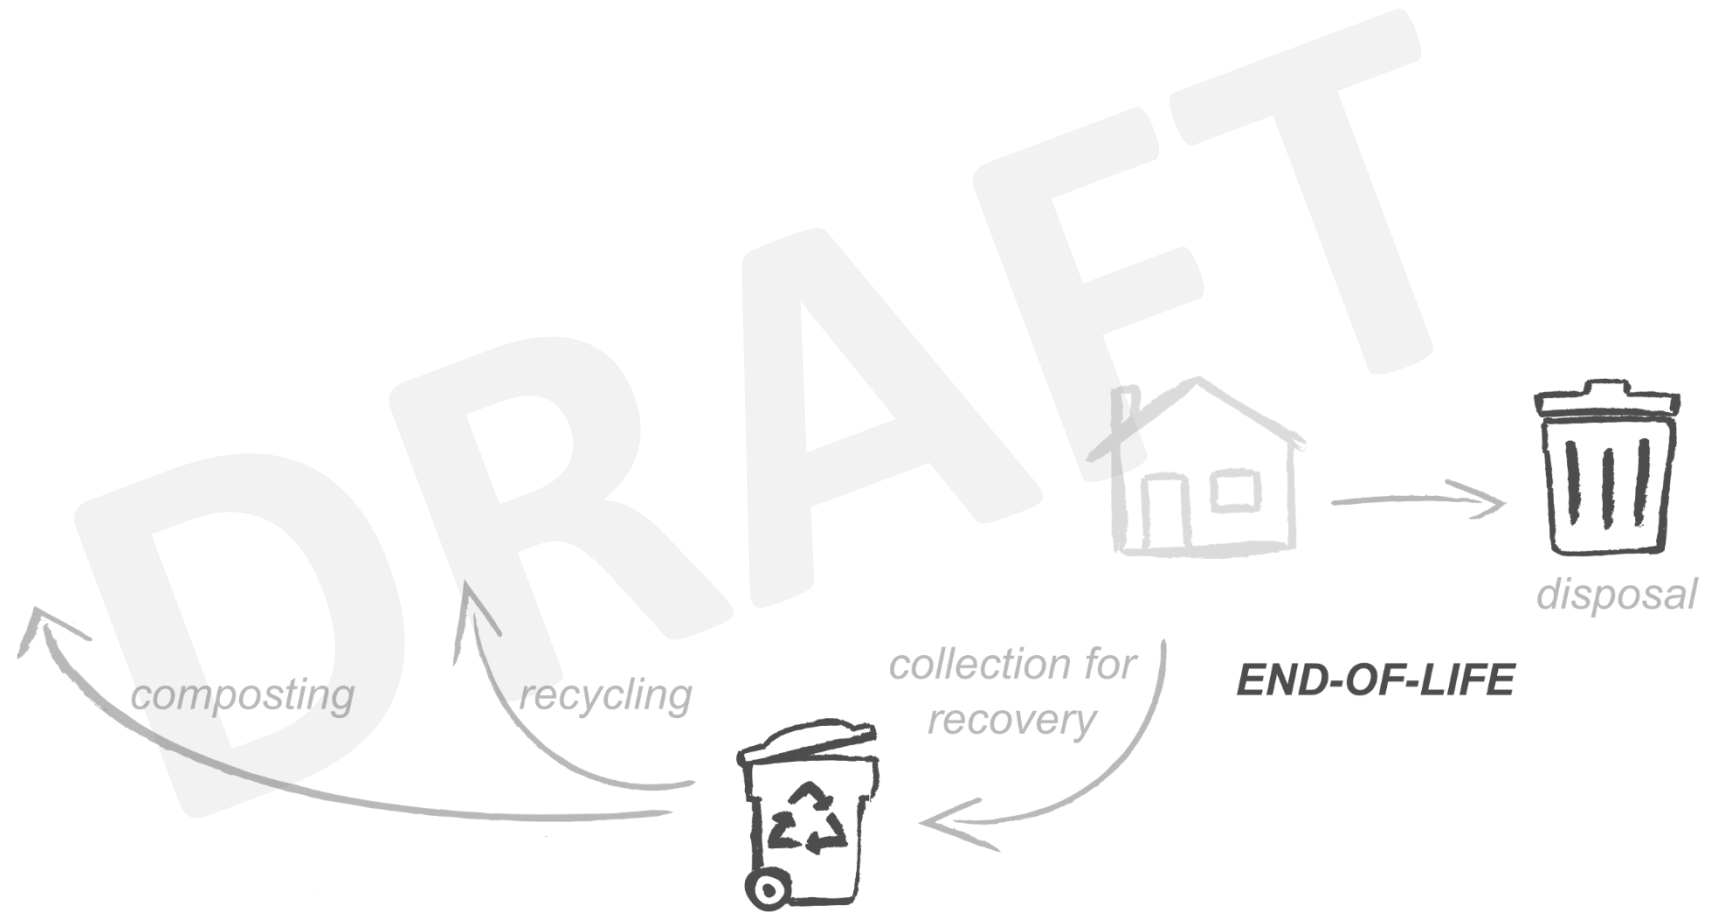 DRAFT
disposal
collection for
recovery
END-OF-LIFE
composting
recycling